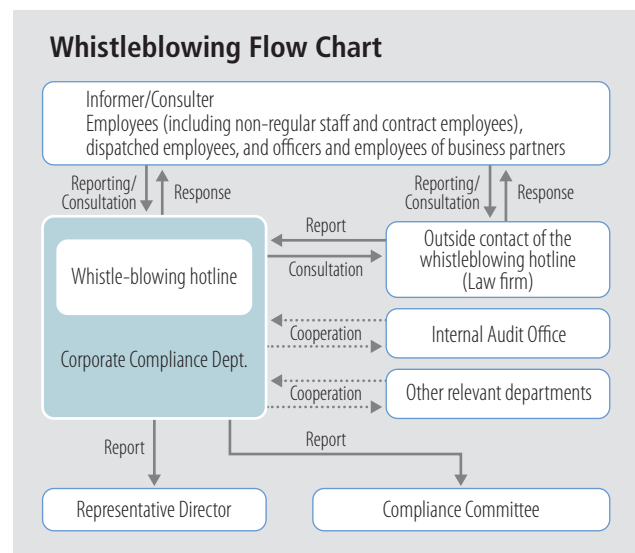 Whistleblowing Flow Chart
Informer/Consulter
Employees (including non-regular staff and contract employees),
dispatched employees, and officers and employees of business partners
Reporting/
Consultation
Response
Reporting/
Consultation
Response
Whistle-blowing hotline
Corporate Compliance Dept.
Report
Consultation
Outside contact of the
whistleblowing hotline
(Law firm)
Cooperation
Internal Audit Office
Cooperation
Other relevant departments
Report
Report
Representative Director
Compliance Committee